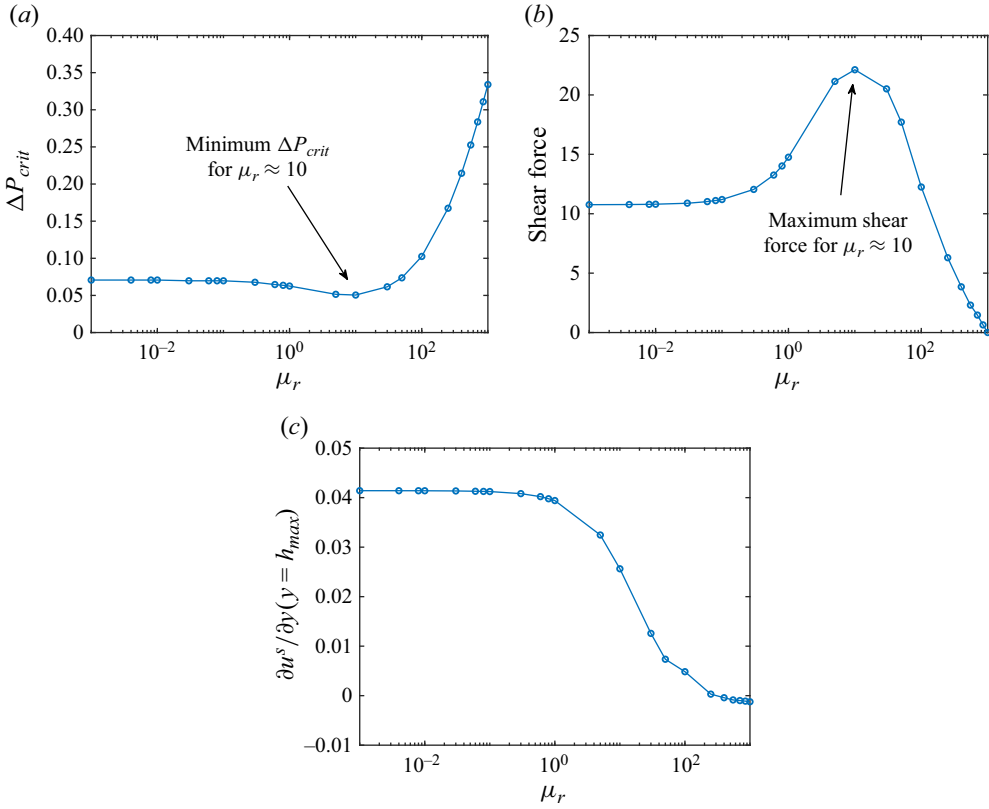 (a)
0.40
0.35
0.30
0.25
0.20
0.15
0.10
0.05
0
ΔP_crit
Minimum ΔP_crit
for μ_r ≈ 10
10^−2
10^0
10^2
μ_r
(b)
25
20
15
10
5
0
Shear force
Maximum shear
force for μ_r ≈ 10
10^−2
10^0
10^2
μ_r
(c)
0.05
0.04
0.03
0.02
0.01
0
−0.01
∂u^s/∂y(y = h_max)
10^−2
10^0
10^2
μ_r